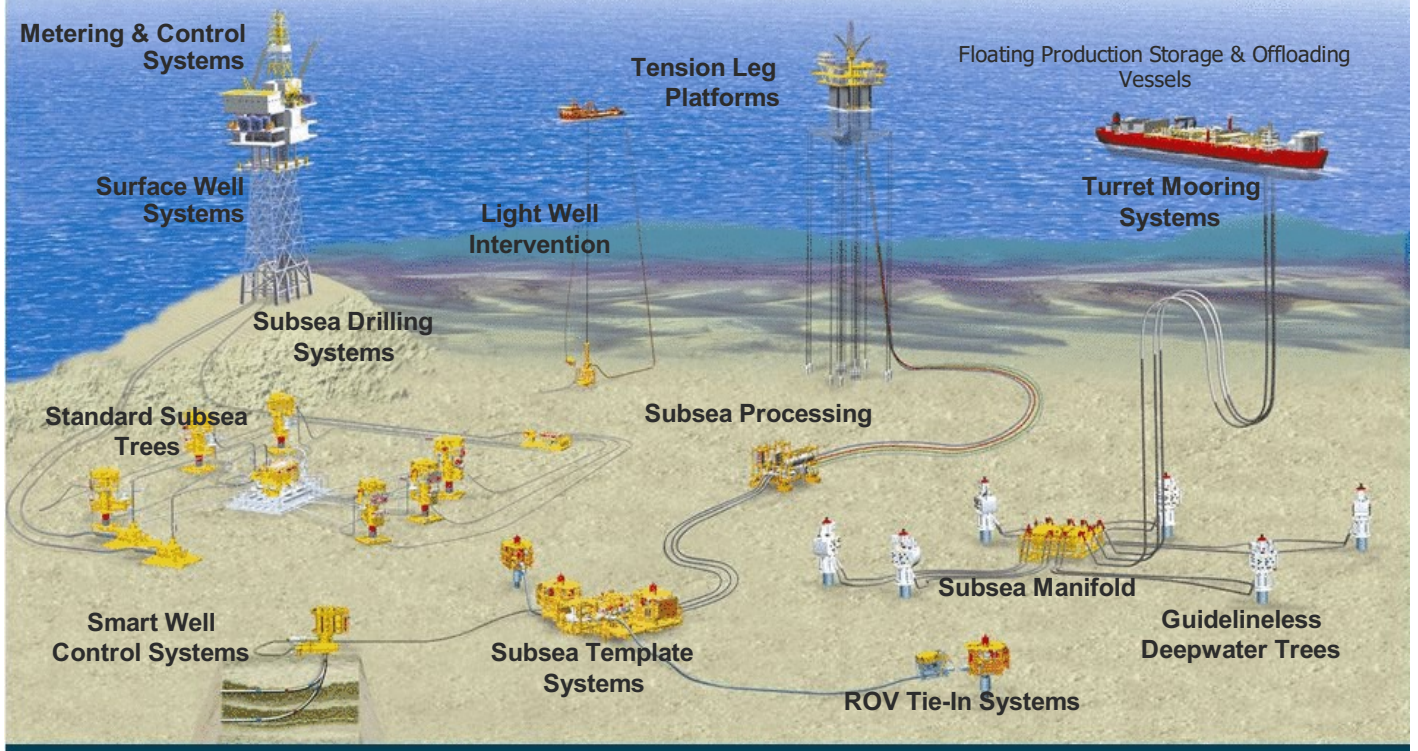 Metering & Control
Systems
Tension Leg
Platforms
Floating Production Storage & Offloading
Vessels
Surface Well
Systems
Light Well
Intervention
Turret Mooring
Systems
Subsea Drilling
Systems
Standard Subsea
Trees
Subsea Processing
Subsea Manifold
Guidelineless
Deepwater Trees
Smart Well
Control Systems
Subsea Template
Systems
ROV Tie-In Systems